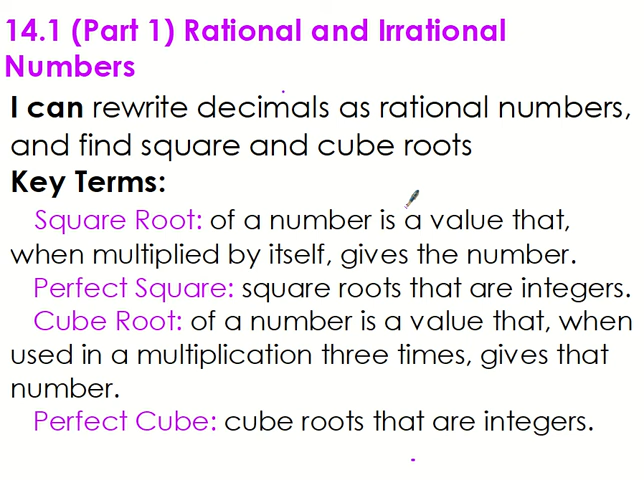 14.1 (Part 1) Rational and Irrational
Numbers
I can rewrite decimals as rational numbers,
and find square and cube roots
Key Terms:
Square Root: of a number is a value that,
when multiplied by itself, gives the number.
Perfect Square: square roots that are integers.
Cube Root: of a number is a value that, when
used in a multiplication three times, gives that
number.
Perfect Cube: cube roots that are integers.